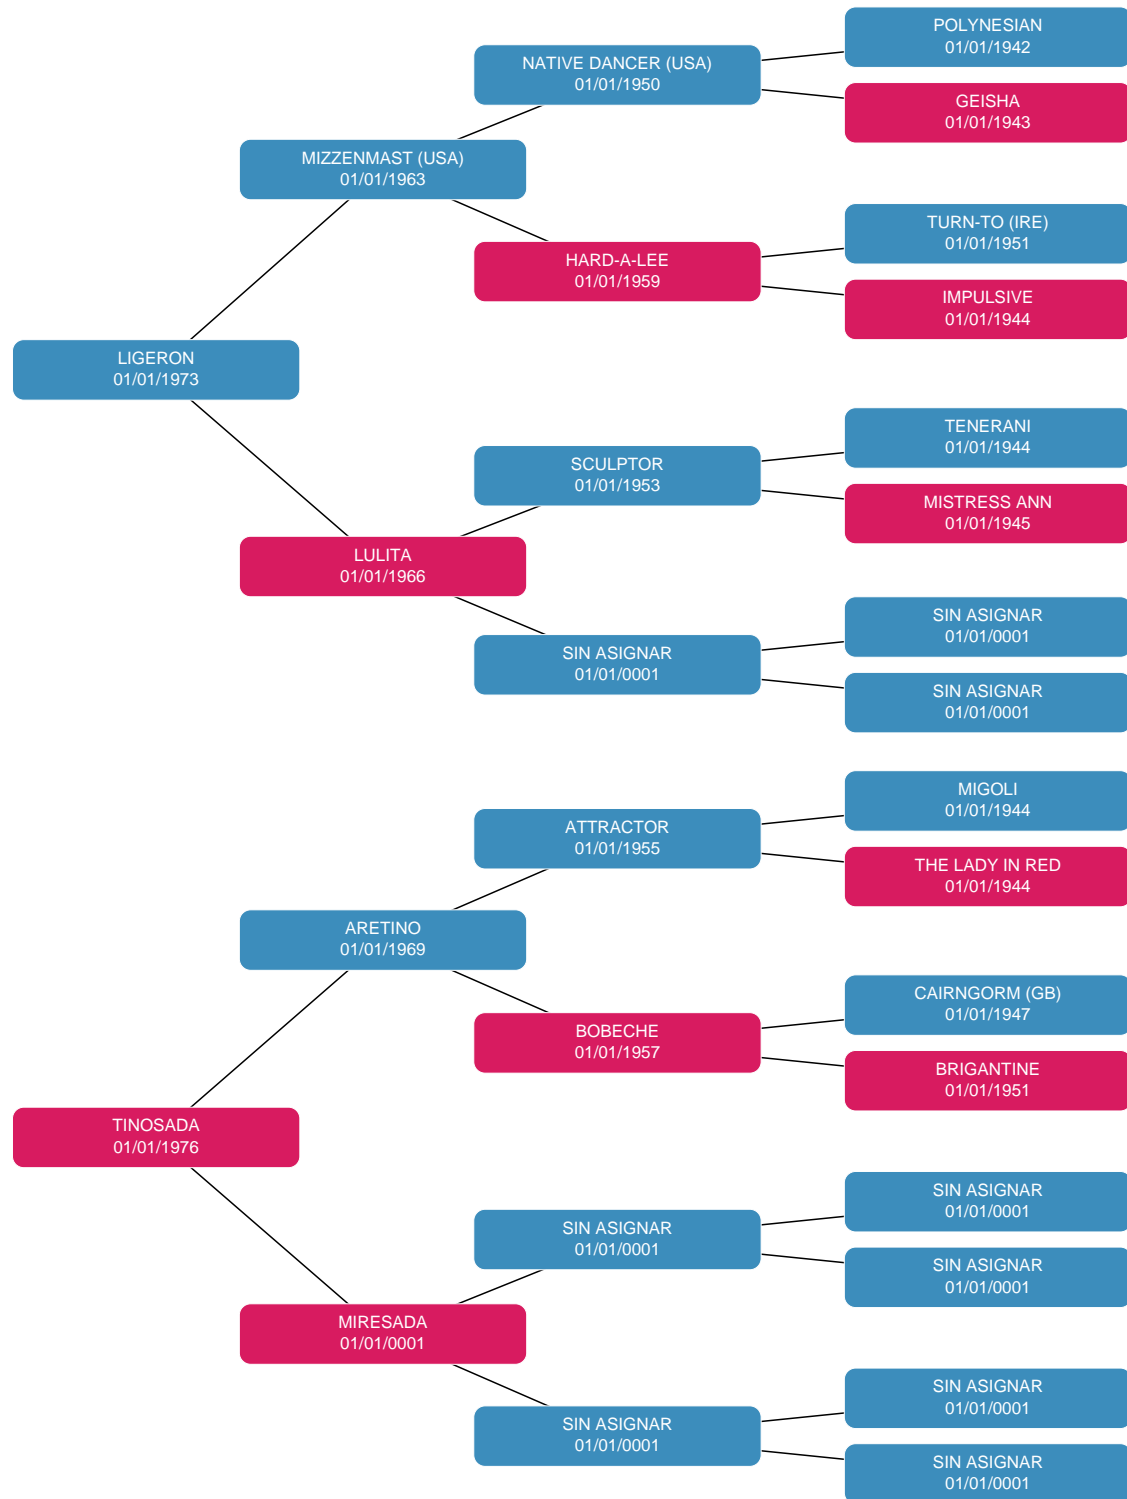 POLYNESIAN
01/01/1942
NATIVE DANCER (USA)
01/01/1950
GEISHA
01/01/1943
MIZZENMAST (USA)
01/01/1963
TURN-TO (IRE)
01/01/1951
HARD-A-LEE
01/01/1959
IMPULSIVE
01/01/1944
LIGERON
01/01/1973
TENERANI
01/01/1944
SCULPTOR
01/01/1953
MISTRESS ANN
01/01/1945
LULITA
01/01/1966
SIN ASIGNAR
01/01/0001
SIN ASIGNAR
01/01/0001
SIN ASIGNAR
01/01/0001
MIGOLI
01/01/1944
ATTRACTOR
01/01/1955
THE LADY IN RED
01/01/1944
ARETINO
01/01/1969
CAIRNGORM (GB)
01/01/1947
BOBECHE
01/01/1957
BRIGANTINE
01/01/1951
TINOSADA
01/01/1976
SIN ASIGNAR
01/01/0001
SIN ASIGNAR
01/01/0001
SIN ASIGNAR
01/01/0001
MIRESADA
01/01/0001
SIN ASIGNAR
01/01/0001
SIN ASIGNAR
01/01/0001
SIN ASIGNAR
01/01/0001